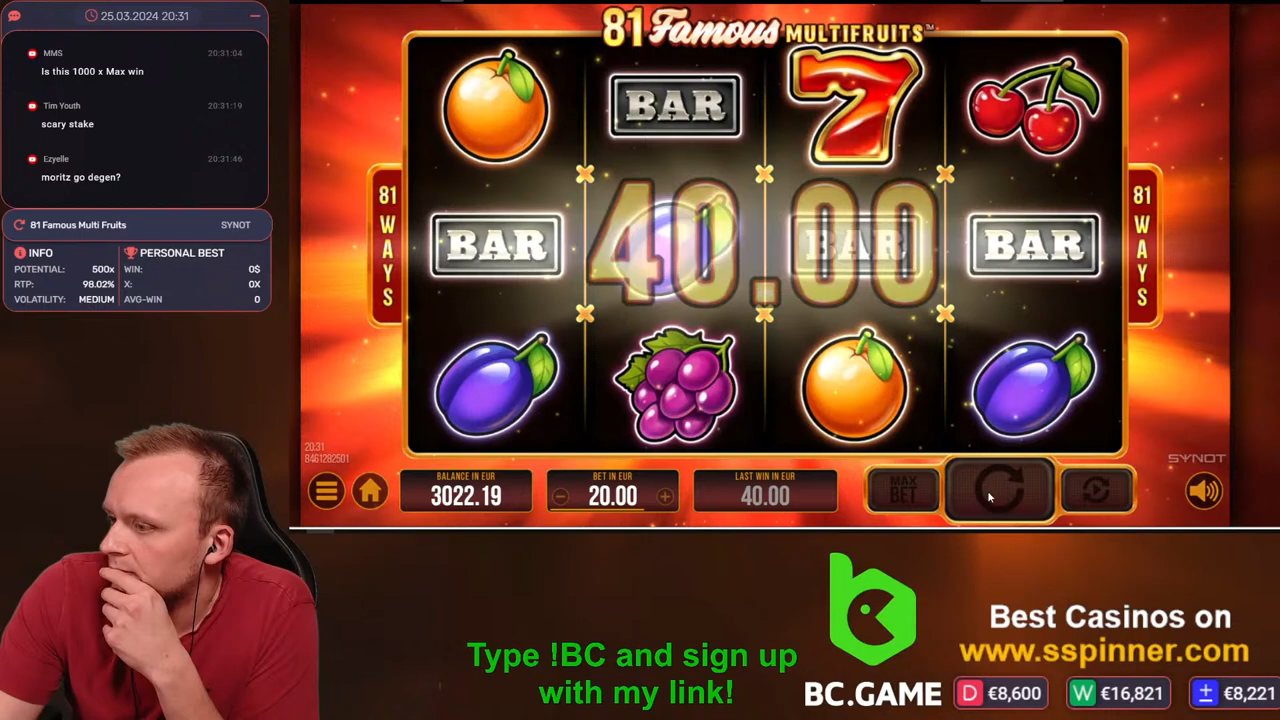 25.03.2024 20:31
MMS 20:31:04
Is this 1000 x Max win
Tim Youth 20:31:19
scary stake
Ezyelle 20:31:46
moritz go degen?
81 Famous Multi Fruits SYNOT
INFO PERSONAL BEST
POTENTIAL: 500x WIN: 0$
RTP: 98.02% X: 0X
VOLATILITY: MEDIUM AVG-WIN 0
81 Famous MULTIFRUITS™
BAR 7
81 WAYS
BAR 40.00 BAR BAR
81 WAYS
20:31
8461282501
SYNOT
BALANCE IN EUR
3022.19
BET IN EUR
20.00
LAST WIN IN EUR
40.00
MAX
BET
Type !BC and sign up
with my link!
BC.GAME
Best Casinos on
www.sspinner.com
D €8,600 W €16,821 ± €8,221